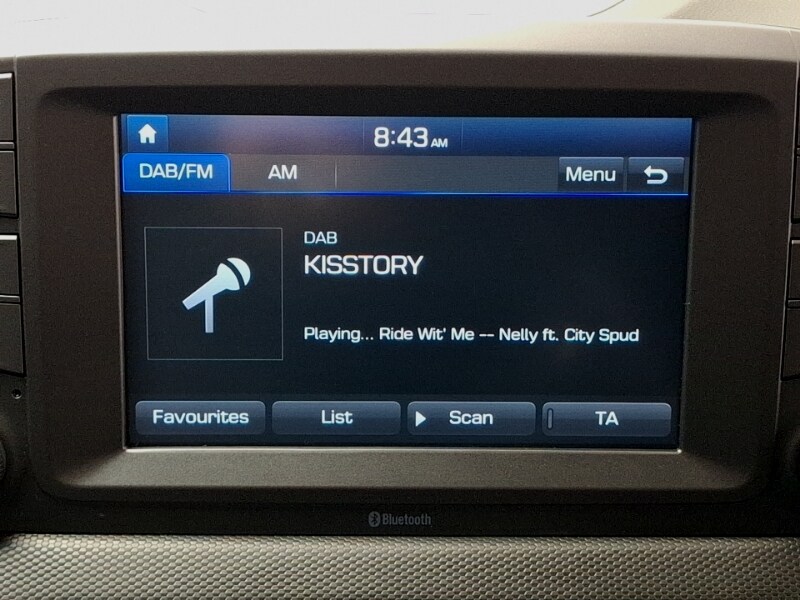 8:43 AM
DAB/FM AM Menu
DAB
KISSTORY
Playing... Ride Wit' Me -- Nelly ft. City Spud
Favourites List Scan TA
Bluetooth